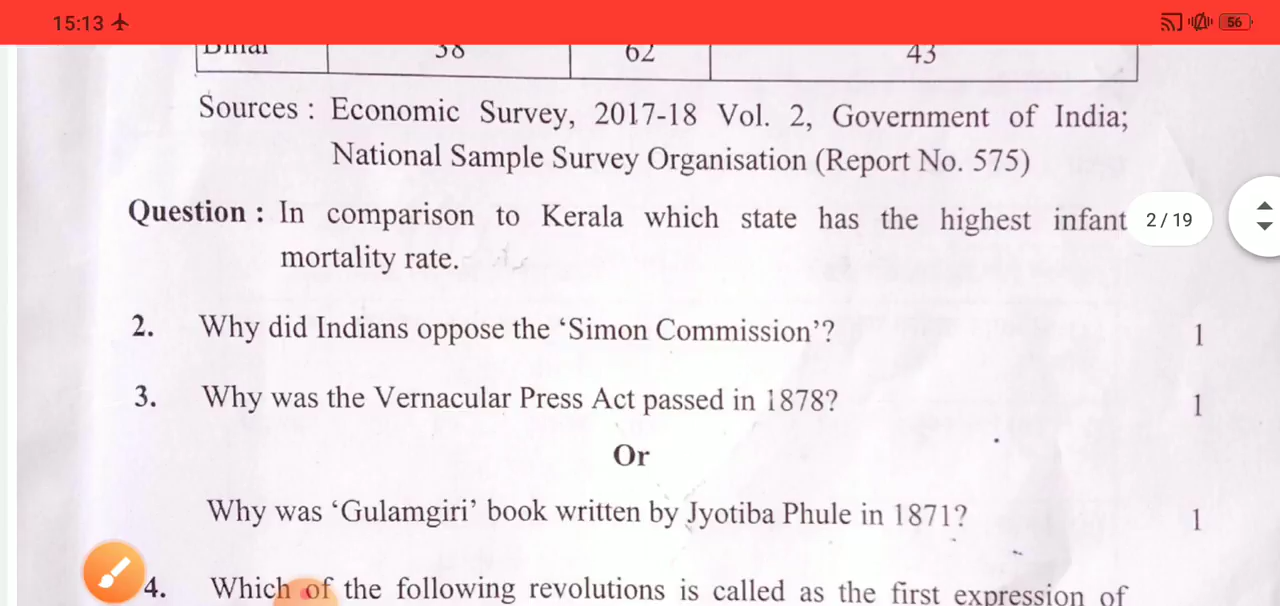 15:13
56
Bihar 38 62 43
Sources : Economic Survey, 2017-18 Vol. 2, Government of India;
National Sample Survey Organisation (Report No. 575)
Question : In comparison to Kerala which state has the highest infant
2 / 19
mortality rate.
2. Why did Indians oppose the ‘Simon Commission’? 1
3. Why was the Vernacular Press Act passed in 1878? 1
Or
Why was ‘Gulamgiri’ book written by Jyotiba Phule in 1871? 1
4. Which of the following revolutions is called as the first expression of